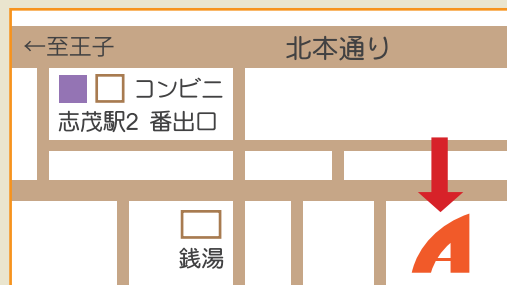 ←至王子
北本通り
コンビニ
志茂駅2 番出口
銭湯